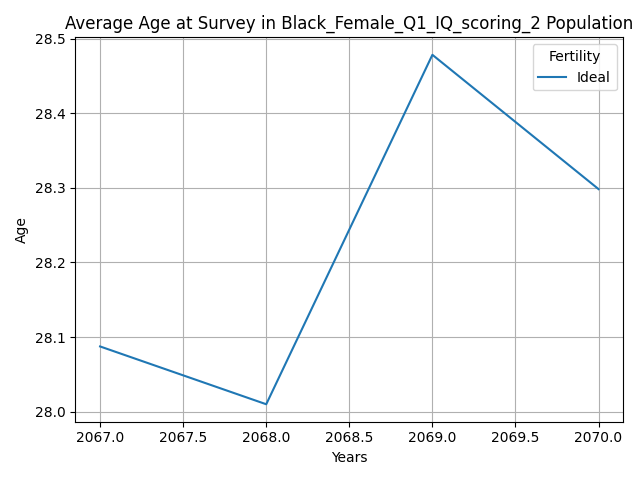 Average Age at Survey in Black_Female_Q1_IQ_scoring_2 Population
28.5
28.4
28.3
28.2
28.1
28.0
Age
Fertility
Ideal
2067.0 2067.5 2068.0 2068.5 2069.0 2069.5 2070.0
Years